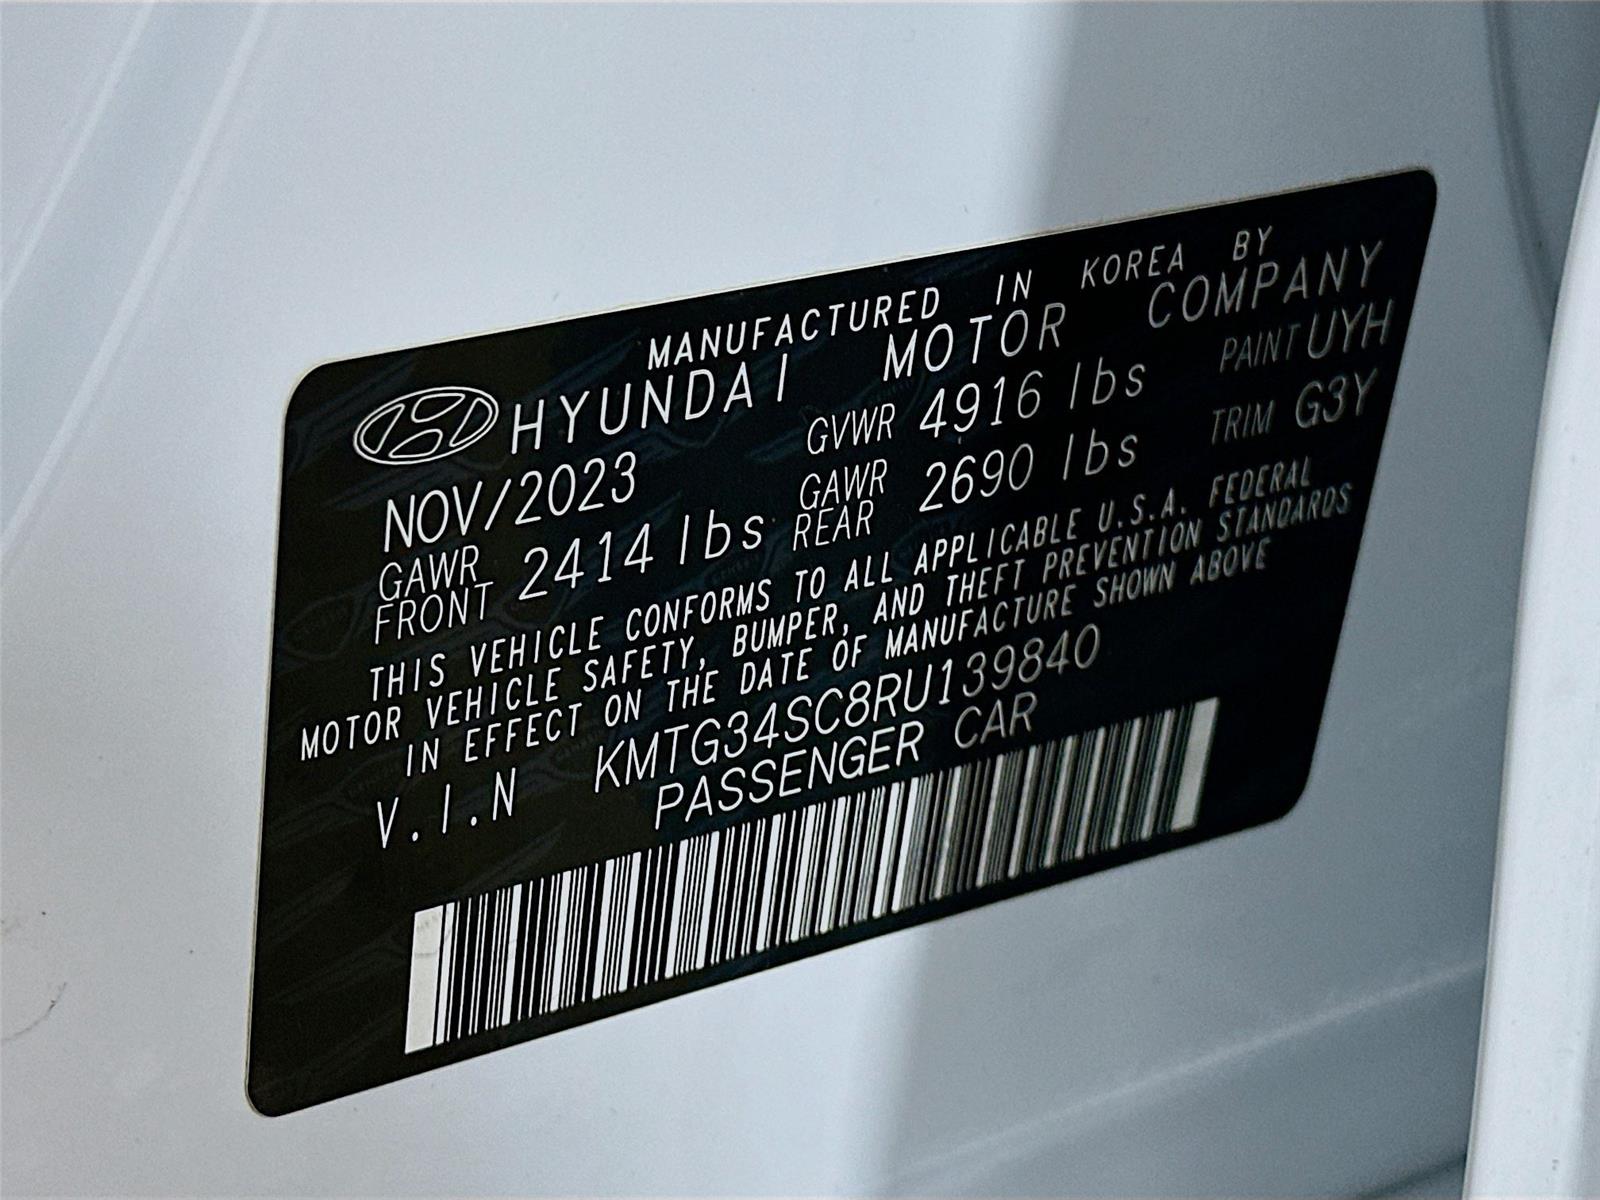 MANUFACTURED IN KOREA BY
HYUNDAI MOTOR COMPANY
NOV/2023 GVWR 4916 lbs PAINT UYH
GAWR FRONT 2414 lbs GAWR REAR 2690 lbs TRIM G3Y
THIS VEHICLE CONFORMS TO ALL APPLICABLE U.S.A. FEDERAL
MOTOR VEHICLE SAFETY, BUMPER, AND THEFT PREVENTION STANDARDS
IN EFFECT ON THE DATE OF MANUFACTURE SHOWN ABOVE
V.I.N KMTG34SC8RU139840
PASSENGER CAR